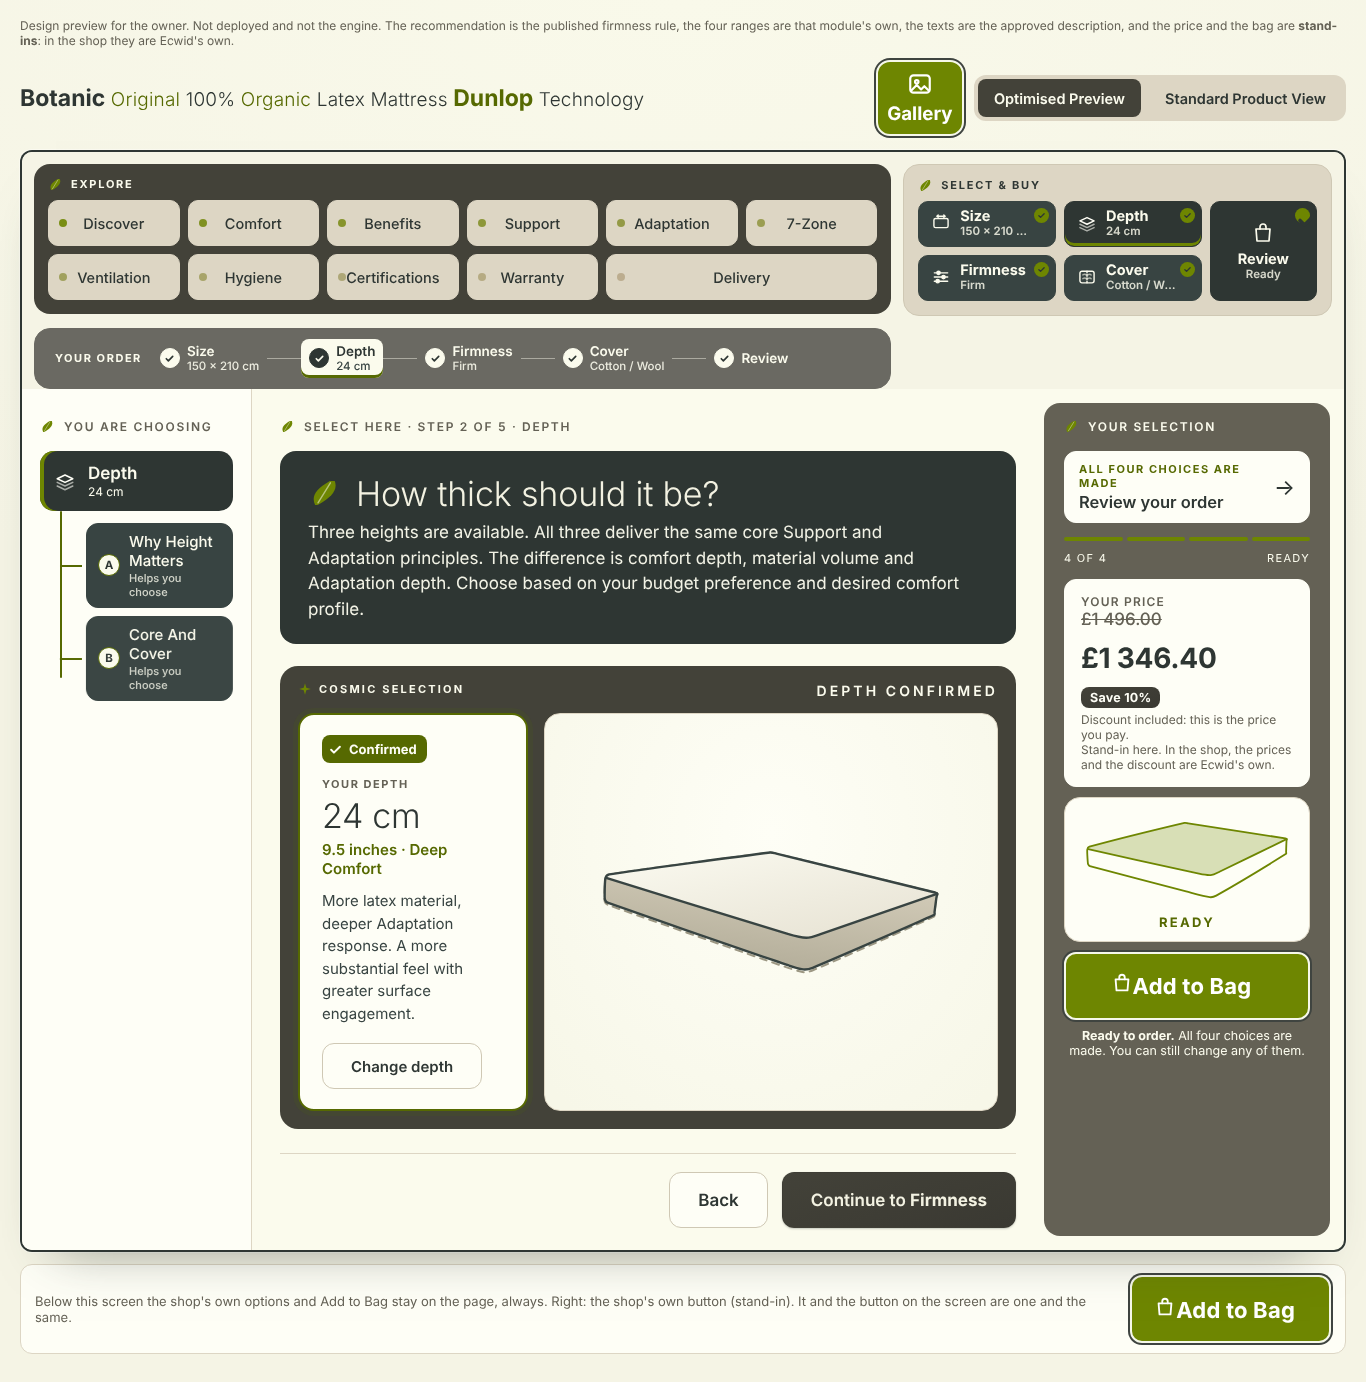 Design preview for the owner. Not deployed and not the engine. The recommendation is the published firmness rule, the four ranges are that module's own, the texts are the approved description, and the price and the bag are stand-
ins: in the shop they are Ecwid's own.
Botanic Original 100% Organic Latex Mattress Dunlop Technology
Gallery
Optimised Preview
Standard Product View
EXPLORE
Discover
Comfort
Benefits
Support
Adaptation
7-Zone
Ventilation
Hygiene
Certifications
Warranty
Delivery
SELECT & BUY
Size
150 × 210 ...
Depth
24 cm
Firmness
Firm
Cover
Cotton / W...
Review
Ready
YOUR ORDER
Size
150 × 210 cm
Depth
24 cm
Firmness
Firm
Cover
Cotton / Wool
Review
YOU ARE CHOOSING
Depth
24 cm
A
Why Height
Matters
Helps you
choose
B
Core And
Cover
Helps you
choose
SELECT HERE · STEP 2 OF 5 · DEPTH
How thick should it be?
Three heights are available. All three deliver the same core Support and
Adaptation principles. The difference is comfort depth, material volume and
Adaptation depth. Choose based on your budget preference and desired comfort
profile.
COSMIC SELECTION
DEPTH CONFIRMED
Confirmed
YOUR DEPTH
24 cm
9.5 inches · Deep
Comfort
More latex material,
deeper Adaptation
response. A more
substantial feel with
greater surface
engagement.
Change depth
Back
Continue to Firmness
YOUR SELECTION
ALL FOUR CHOICES ARE
MADE
Review your order
4 OF 4
READY
YOUR PRICE
£1 496.00
£1 346.40
Save 10%
Discount included: this is the price
you pay.
Stand-in here. In the shop, the prices
and the discount are Ecwid's own.
READY
Add to Bag
Ready to order. All four choices are
made. You can still change any of them.
Below this screen the shop's own options and Add to Bag stay on the page, always. Right: the shop's own button (stand-in). It and the button on the screen are one and the
same.
Add to Bag